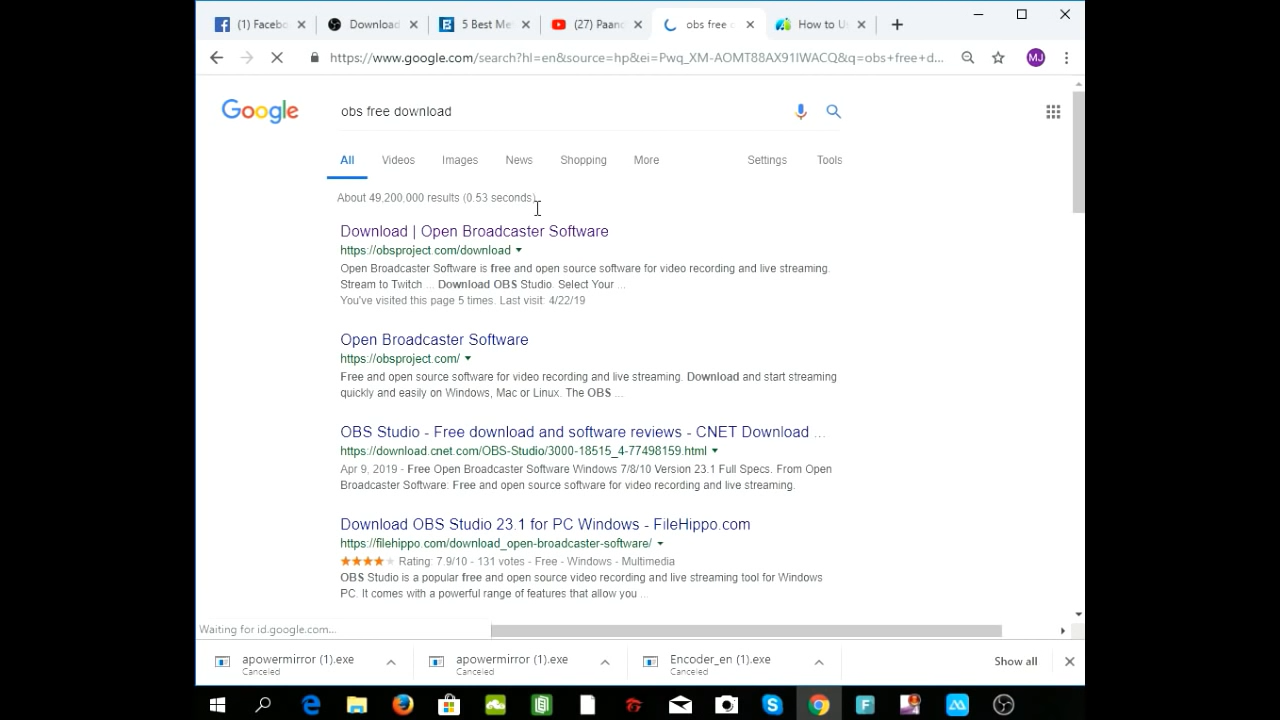 (1) Facebo
Download
5 Best Me
(27) Paano
obs free d
How to U
https://www.google.com/search?hl=en&source=hp&ei=Pwq_XM-AOMT88AX91IWACQ&q=obs+free+d...
MJ
Google
obs free download
All Videos Images News Shopping More Settings Tools
About 49,200,000 results (0.53 seconds)
Download | Open Broadcaster Software
https://obsproject.com/download
Open Broadcaster Software is free and open source software for video recording and live streaming.
Stream to Twitch ... Download OBS Studio. Select Your ...
You've visited this page 5 times. Last visit: 4/22/19
Open Broadcaster Software
https://obsproject.com/
Free and open source software for video recording and live streaming. Download and start streaming
quickly and easily on Windows, Mac or Linux. The OBS ...
OBS Studio - Free download and software reviews - CNET Download ...
https://download.cnet.com/OBS-Studio/3000-18515_4-77498159.html
Apr 9, 2019 - Free Open Broadcaster Software Windows 7/8/10 Version 23.1 Full Specs. From Open
Broadcaster Software: Free and open source software for video recording and live streaming.
Download OBS Studio 23.1 for PC Windows - FileHippo.com
https://filehippo.com/download_open-broadcaster-software/
Rating: 7.9/10 - 131 votes - Free - Windows - Multimedia
OBS Studio is a popular free and open source video recording and live streaming tool for Windows
PC. It comes with a powerful range of features that allow you ...
Waiting for id.google.com...
apowermirror (1).exe
Canceled
apowermirror (1).exe
Canceled
Encoder_en (1).exe
Canceled
Show all